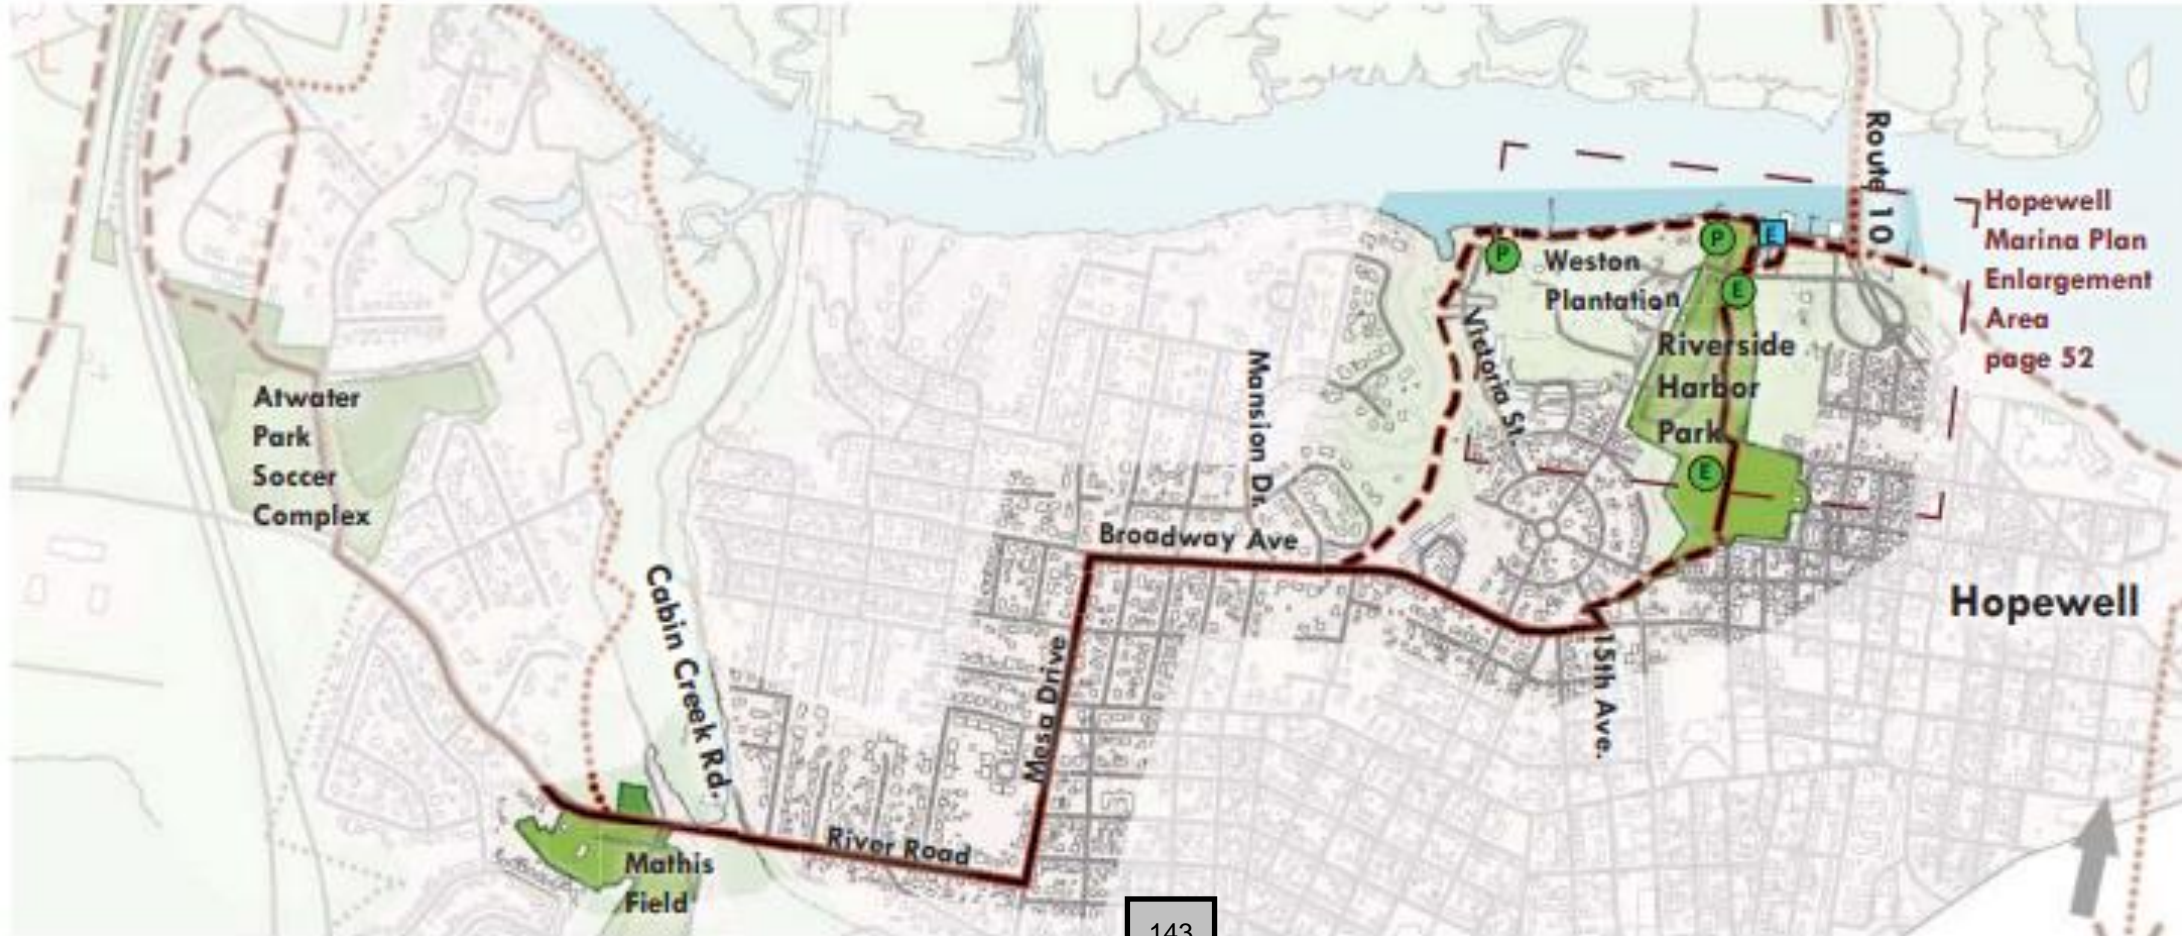 Route 10
Hopewell
Marina Plan
Enlargement
Area
page 52
P
P
E
E
E
Weston
Plantation
Victoria St.
Riverside
Harbor
Park
Mansion Dr.
Atwater
Park
Soccer
Complex
Broadway Ave
Hopewell
Cabin Creek Rd.
Mesa Drive
15th Ave.
River Road
Mathis
Field
143